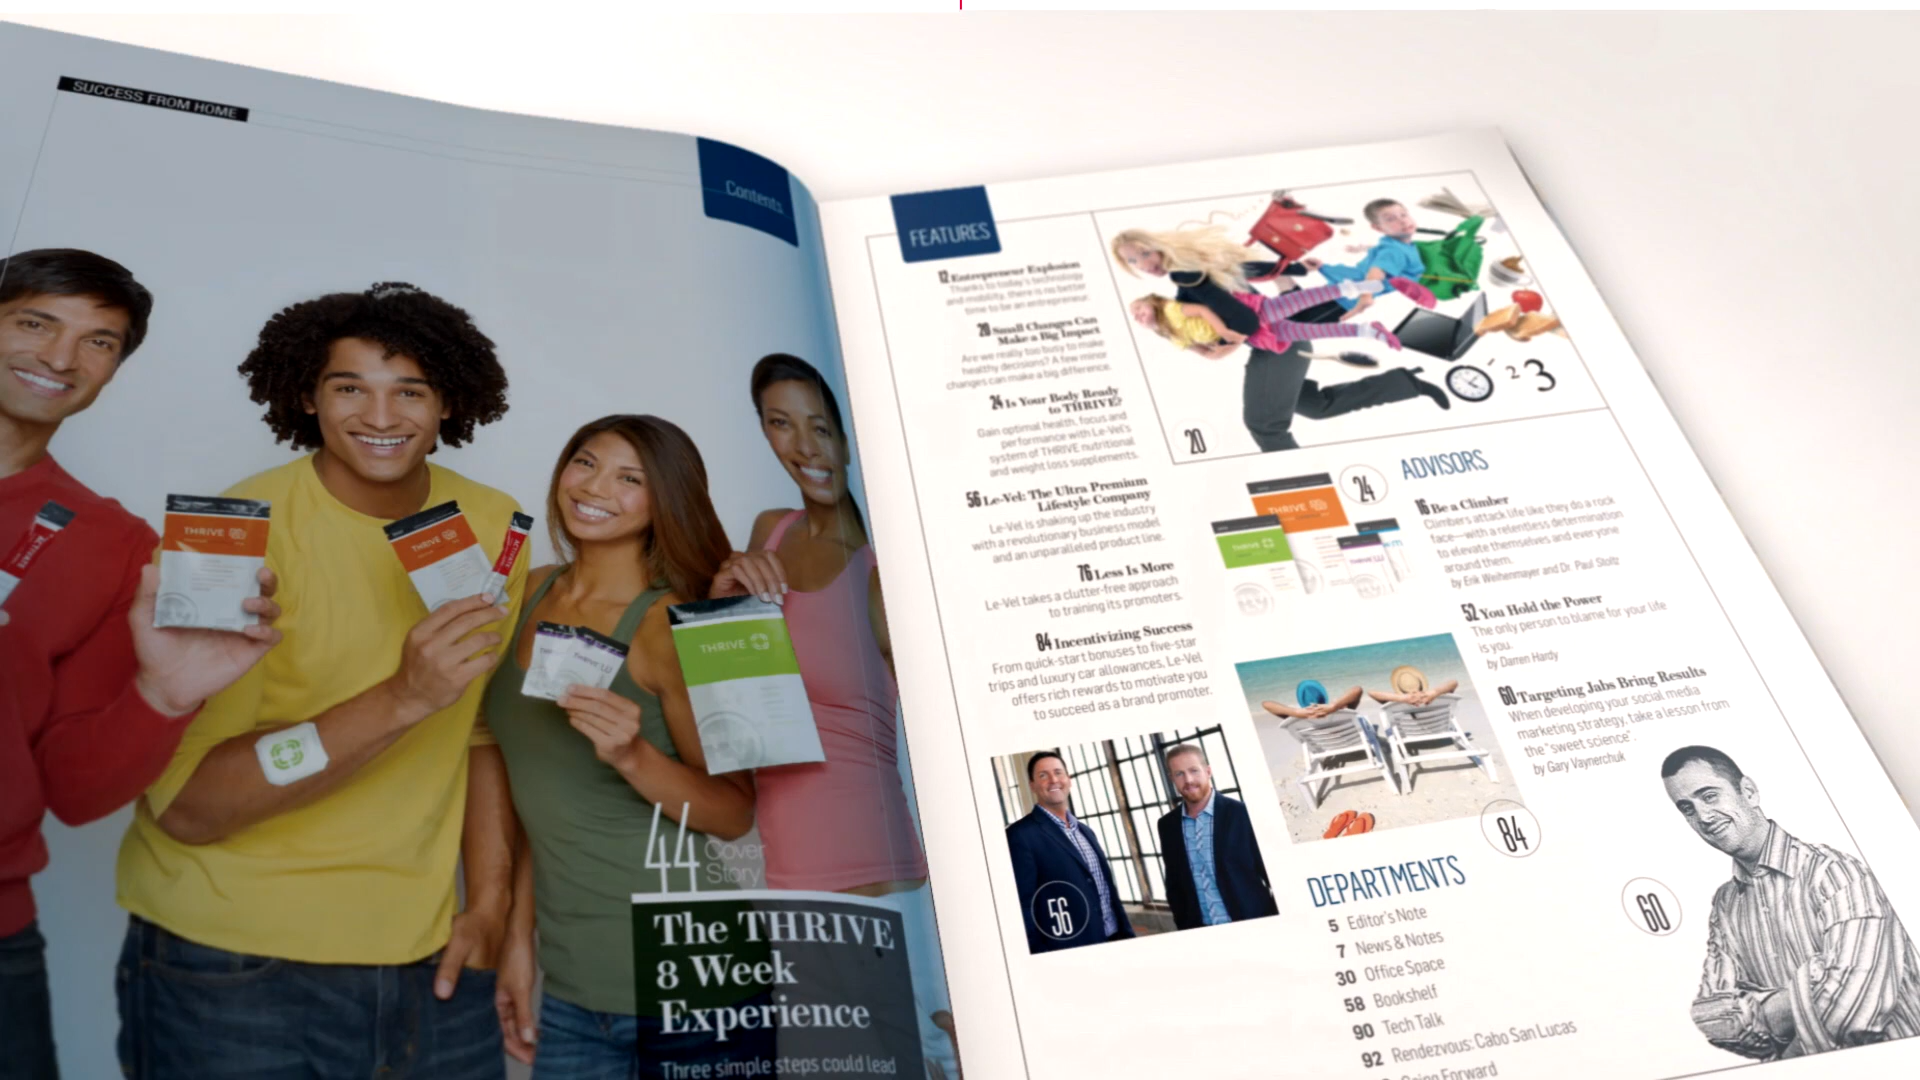 SUCCESS FROM HOME
Contents
THRIVE
THRIVE
ACTIVATE
THRIVE
THRIVE
44 Cover
Story
The THRIVE
8 Week
Experience
Three simple steps could lead
FEATURES
12 Entrepreneur Explosion
Thanks to today's technology
and mobility, there is no better
time to be an entrepreneur.
20 Small Changes Can
Make a Big Impact
Are we really too busy to make
healthy decisions? A few minor
changes can make a big difference.
24 Is Your Body Ready
to THRIVE?
Gain optimal health, focus and
performance with Le-Vel's
system of THRIVE nutritional
and weight loss supplements.
56 Le-Vel: The Ultra Premium
Lifestyle Company
Le-Vel is shaking up the industry
with a revolutionary business model
and an unparalleled product line.
76 Less Is More
Le-Vel takes a clutter-free approach
to training its promoters.
84 Incentivizing Success
From quick-start bonuses to five-star
trips and luxury car allowances, Le-Vel
offers rich rewards to motivate you
to succeed as a brand promoter.
56
2 3
20
24
THRIVE
THRIVE
84
ADVISORS
16 Be a Climber
Climbers attack life like they do a rock
face—with a relentless determination
to elevate themselves and everyone
around them.
by Erik Weihenmayer and Dr. Paul Stoltz
52 You Hold the Power
The only person to blame for your life
is you.
by Darren Hardy
60 Targeting Jabs Bring Results
When developing your social media
marketing strategy, take a lesson from
the "sweet science".
by Gary Vaynerchuk
60
DEPARTMENTS
5 Editor's Note
7 News & Notes
30 Office Space
58 Bookshelf
90 Tech Talk
92 Rendezvous: Cabo San Lucas
Going Forward